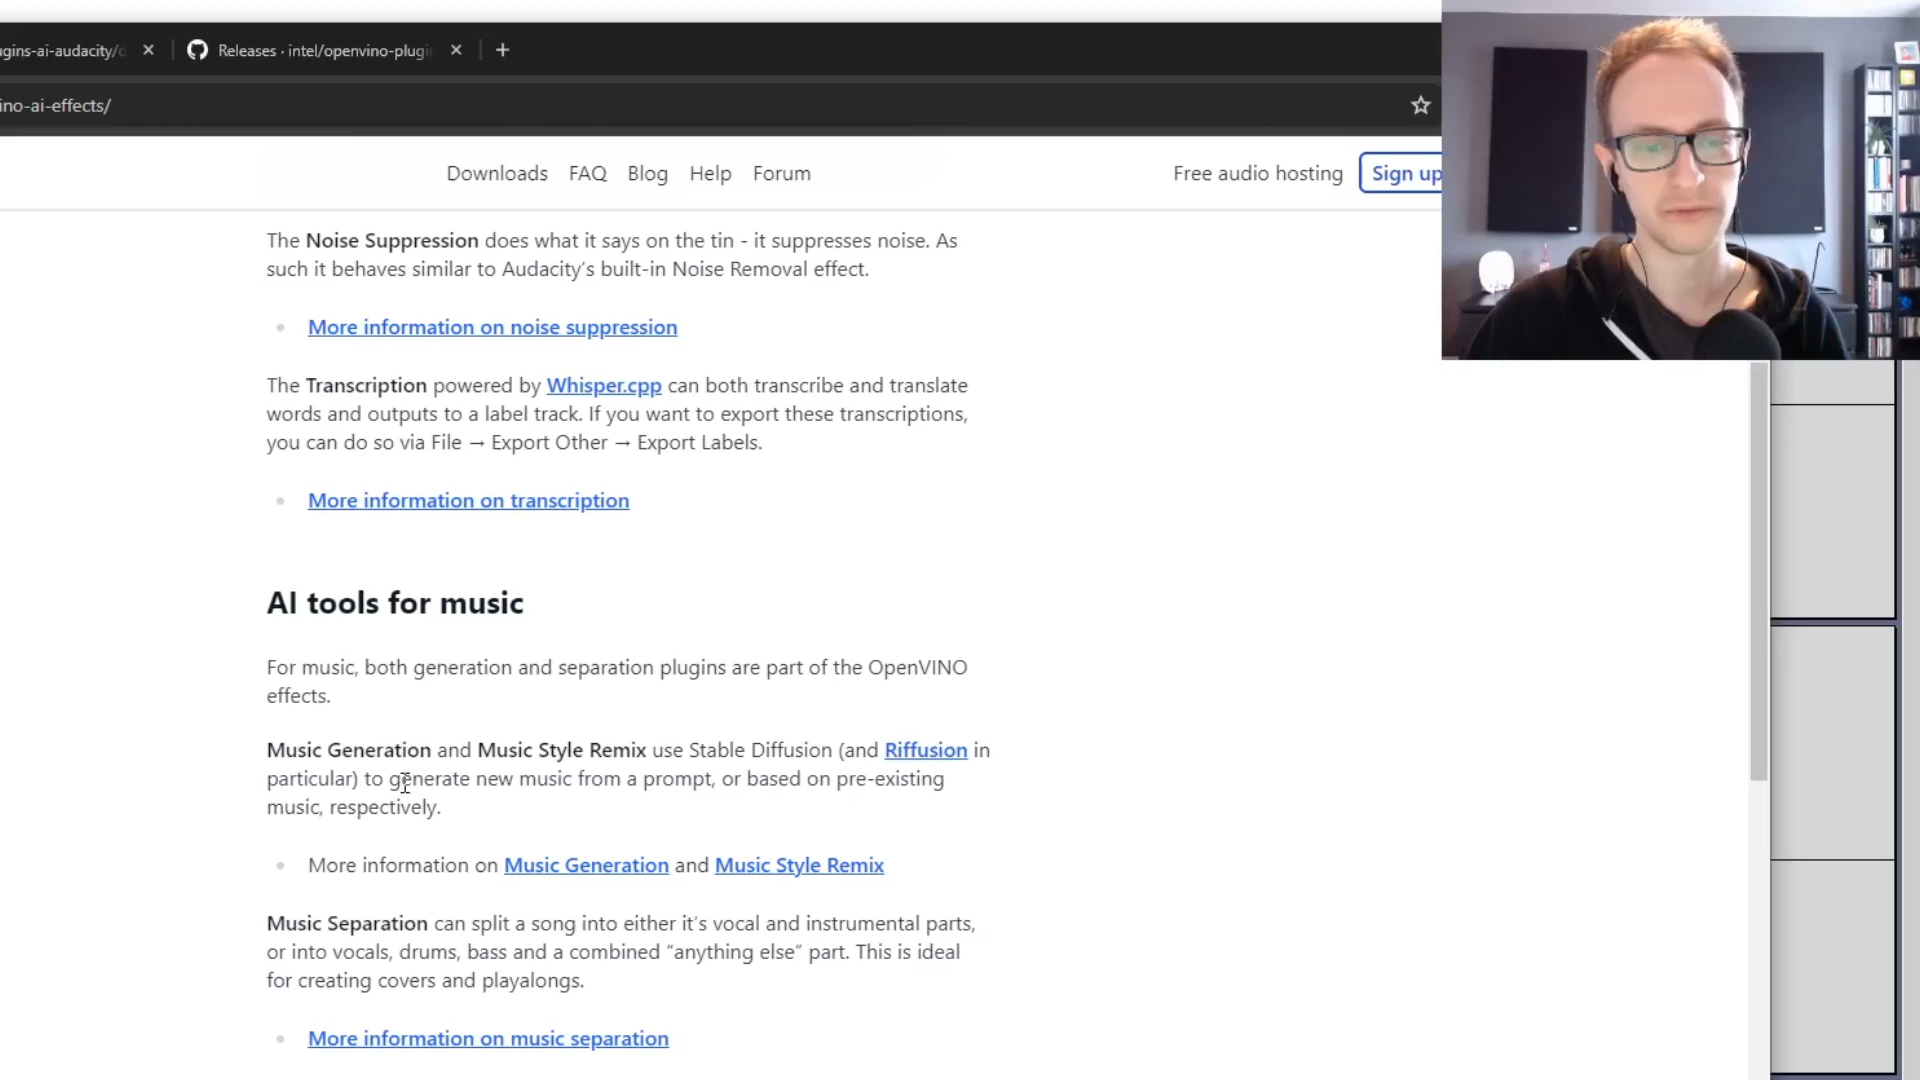 ugins-ai-audacity/d
Releases · intel/openvino-plugi
ino-ai-effects/
Downloads FAQ Blog Help Forum
Free audio hosting Sign up
The Noise Suppression does what it says on the tin - it suppresses noise. As
such it behaves similar to Audacity's built-in Noise Removal effect.
More information on noise suppression
The Transcription powered by Whisper.cpp can both transcribe and translate
words and outputs to a label track. If you want to export these transcriptions,
you can do so via File → Export Other → Export Labels.
More information on transcription
AI tools for music
For music, both generation and separation plugins are part of the OpenVINO
effects.
Music Generation and Music Style Remix use Stable Diffusion (and Riffusion in
particular) to generate new music from a prompt, or based on pre-existing
music, respectively.
More information on Music Generation and Music Style Remix
Music Separation can split a song into either it's vocal and instrumental parts,
or into vocals, drums, bass and a combined “anything else” part. This is ideal
for creating covers and playalongs.
More information on music separation